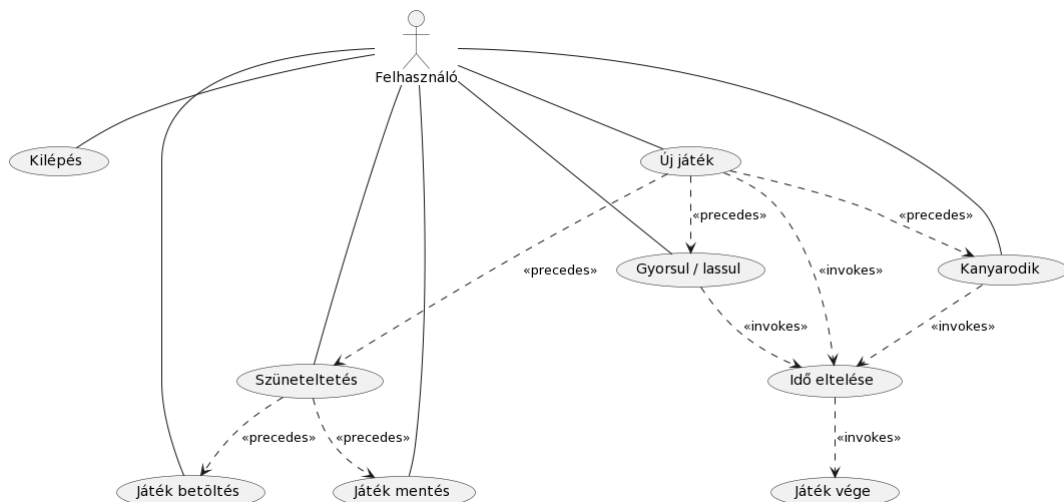 Felhasználó
Kilépés
Új játék
«precedes»
«precedes»
«precedes»
Gyorsul / lassul
«invokes»
Kanyarodik
«invokes»
«invokes»
Szüneteltetés
Idő eltelése
«precedes»
«precedes»
«invokes»
Játék betöltés
Játék mentés
Játék vége